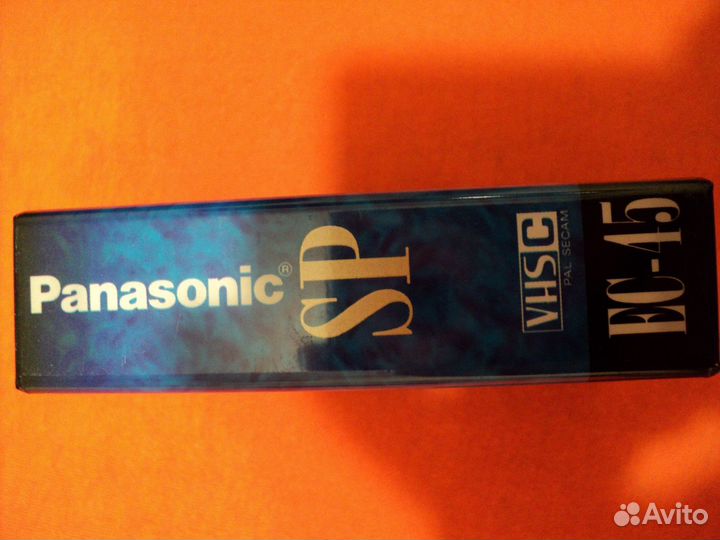 Panasonic®
SP
VHS C
PAL SECAM
EC-45
Avito